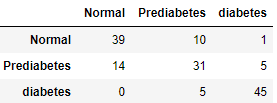 Normal Prediabetes diabetes
Normal 39 10 1
Prediabetes 14 31 5
diabetes 0 5 45